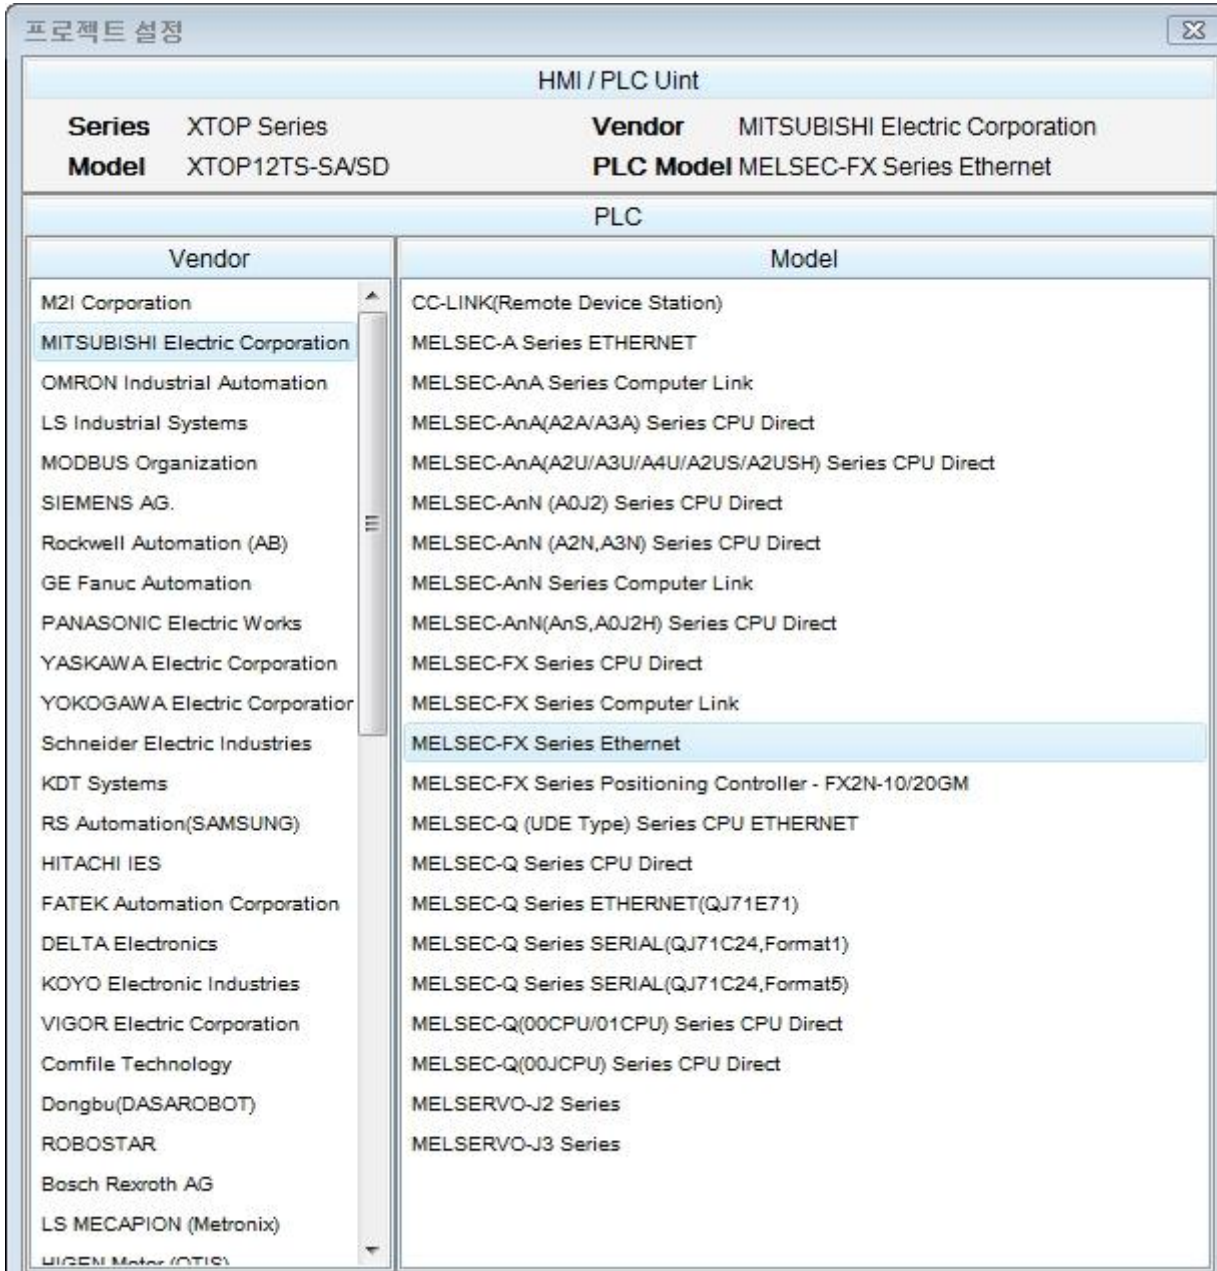 프로젝트 설정
HMI / PLC Uint
Series XTOP Series Vendor MITSUBISHI Electric Corporation
Model XTOP12TS-SA/SD PLC Model MELSEC-FX Series Ethernet
PLC
Vendor
M2I Corporation
MITSUBISHI Electric Corporation
OMRON Industrial Automation
LS Industrial Systems
MODBUS Organization
SIEMENS AG.
Rockwell Automation (AB)
GE Fanuc Automation
PANASONIC Electric Works
YASKAWA Electric Corporation
YOKOGAWA Electric Corporation
Schneider Electric Industries
KDT Systems
RS Automation(SAMSUNG)
HITACHI IES
FATEK Automation Corporation
DELTA Electronics
KOYO Electronic Industries
VIGOR Electric Corporation
Comfile Technology
Dongbu(DASAROBOT)
ROBOSTAR
Bosch Rexroth AG
LS MECAPION (Metronix)
HIGEN Motor (OTIS)
Model
CC-LINK(Remote Device Station)
MELSEC-A Series ETHERNET
MELSEC-AnA Series Computer Link
MELSEC-AnA(A2A/A3A) Series CPU Direct
MELSEC-AnA(A2U/A3U/A4U/A2US/A2USH) Series CPU Direct
MELSEC-AnN (A0J2) Series CPU Direct
MELSEC-AnN (A2N,A3N) Series CPU Direct
MELSEC-AnN Series Computer Link
MELSEC-AnN(AnS,A0J2H) Series CPU Direct
MELSEC-FX Series CPU Direct
MELSEC-FX Series Computer Link
MELSEC-FX Series Ethernet
MELSEC-FX Series Positioning Controller - FX2N-10/20GM
MELSEC-Q (UDE Type) Series CPU ETHERNET
MELSEC-Q Series CPU Direct
MELSEC-Q Series ETHERNET(QJ71E71)
MELSEC-Q Series SERIAL(QJ71C24,Format1)
MELSEC-Q Series SERIAL(QJ71C24,Format5)
MELSEC-Q(00CPU/01CPU) Series CPU Direct
MELSEC-Q(00JCPU) Series CPU Direct
MELSERVO-J2 Series
MELSERVO-J3 Series